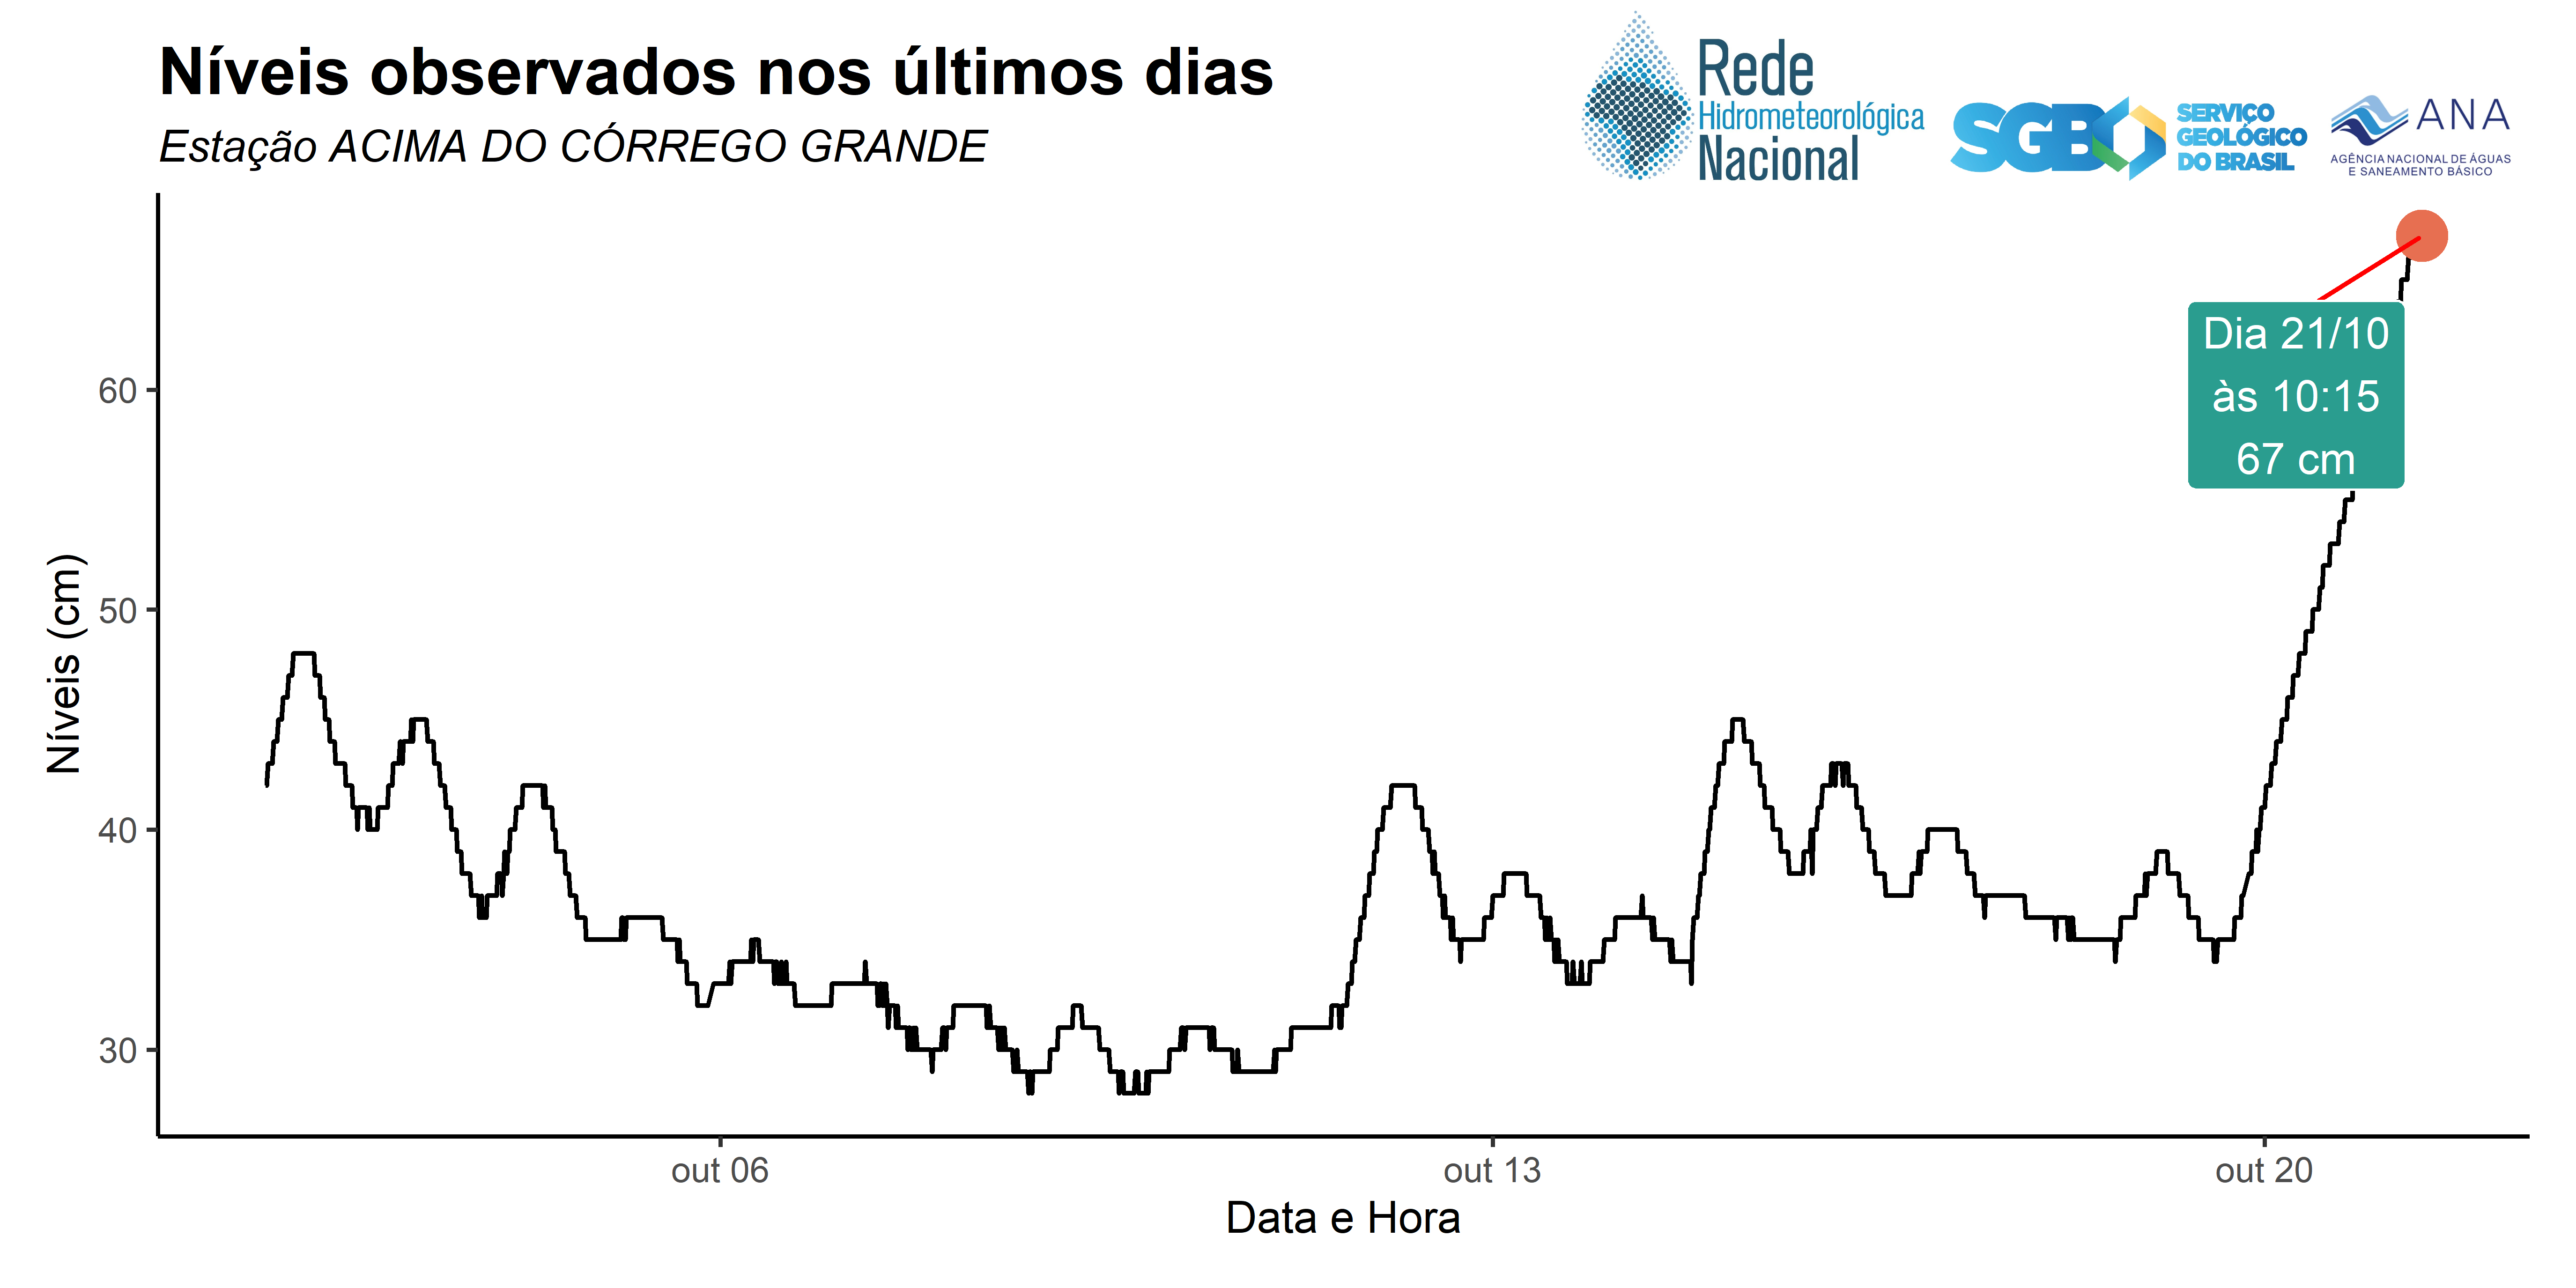 Níveis observados nos últimos dias
Estação ACIMA DO CÓRREGO GRANDE
Rede
Hidrometeorológica
Nacional
SGB
SERVIÇO
GEOLÓGICO
DO BRASIL
ANA
AGÊNCIA NACIONAL DE ÁGUAS
E SANEAMENTO BÁSICO
Dia 21/10
às 10:15
67 cm
Níveis (cm)
60
50
40
30
out 06
out 13
out 20
Data e Hora